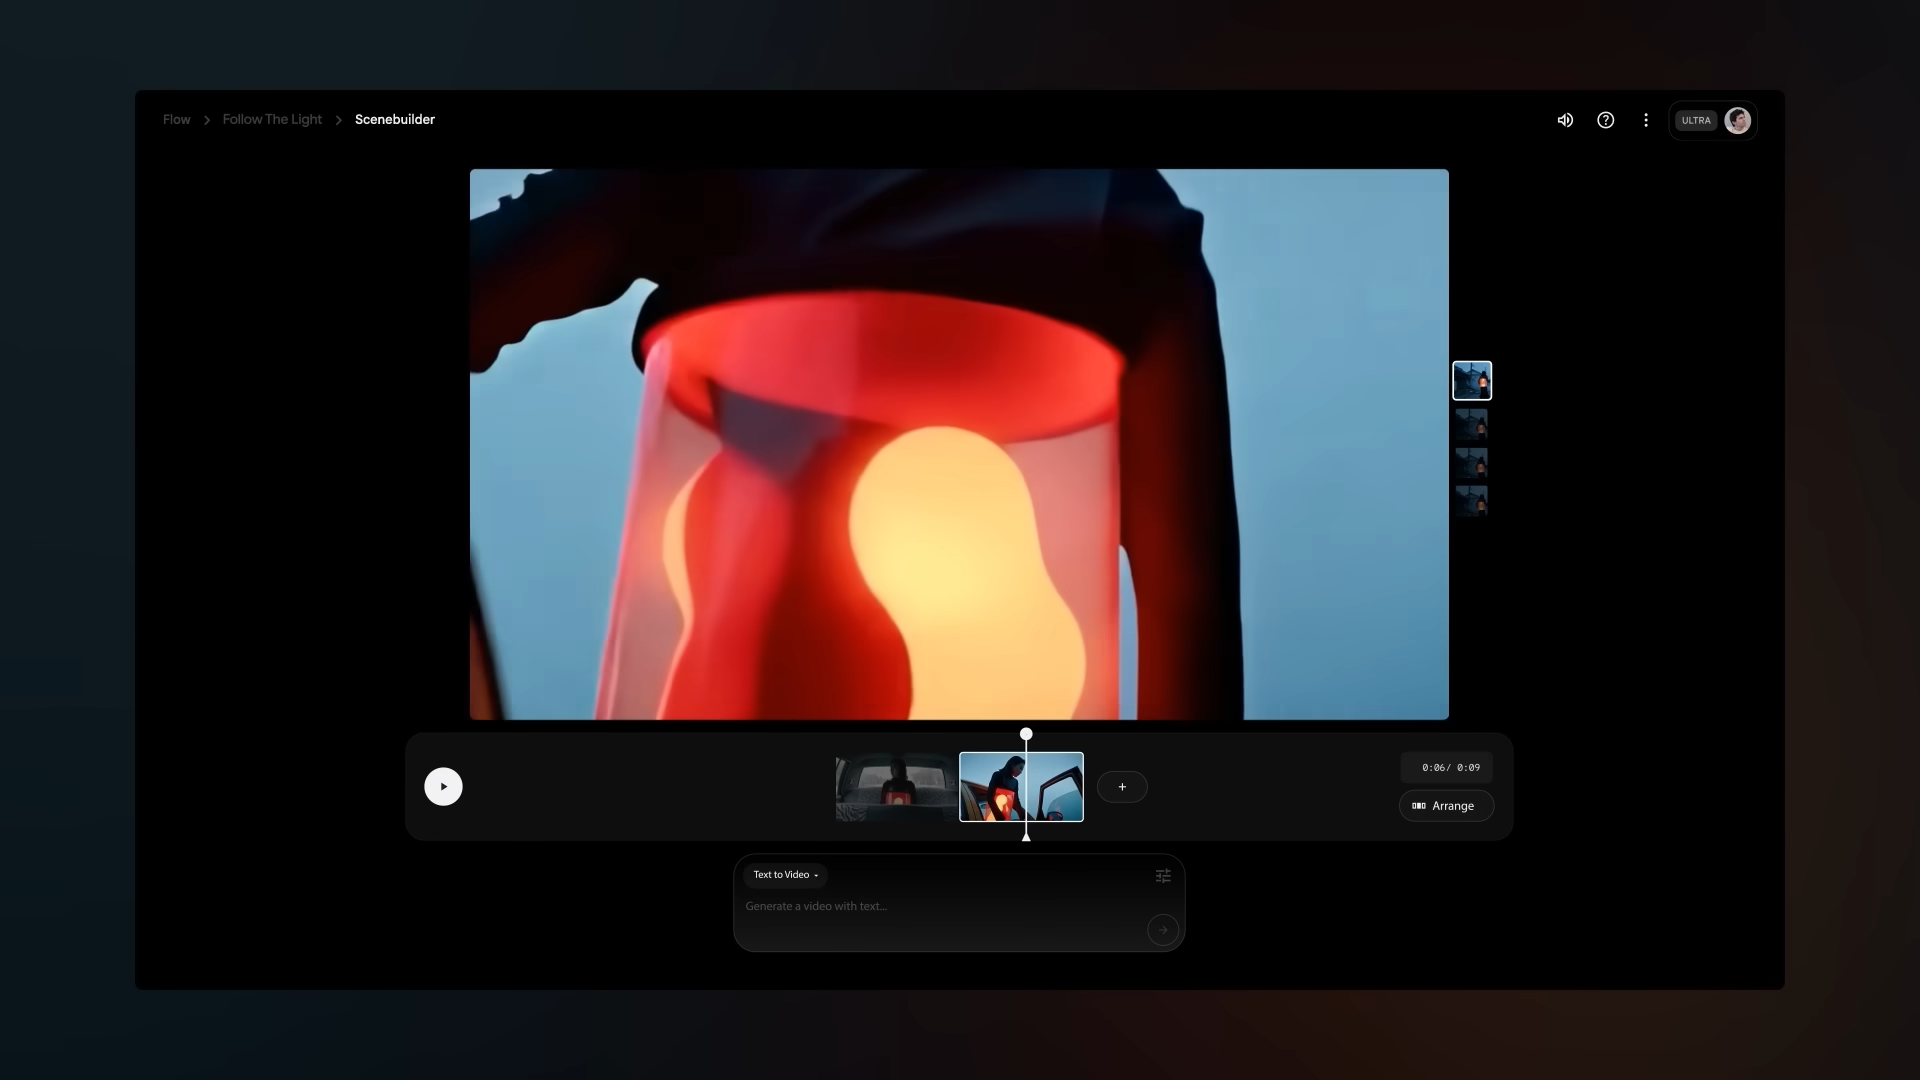 Flow > Follow The Light > Scenebuilder
ULTRA
0:06/ 0:09
Arrange
Text to Video
Generate a video with text...